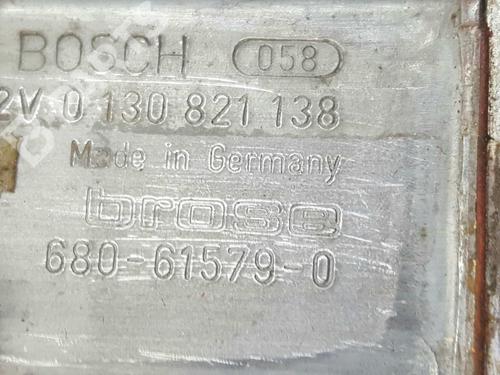 BOSCH 058
2V 0 130 821 138
Made in Germany
brose
680-61579-0